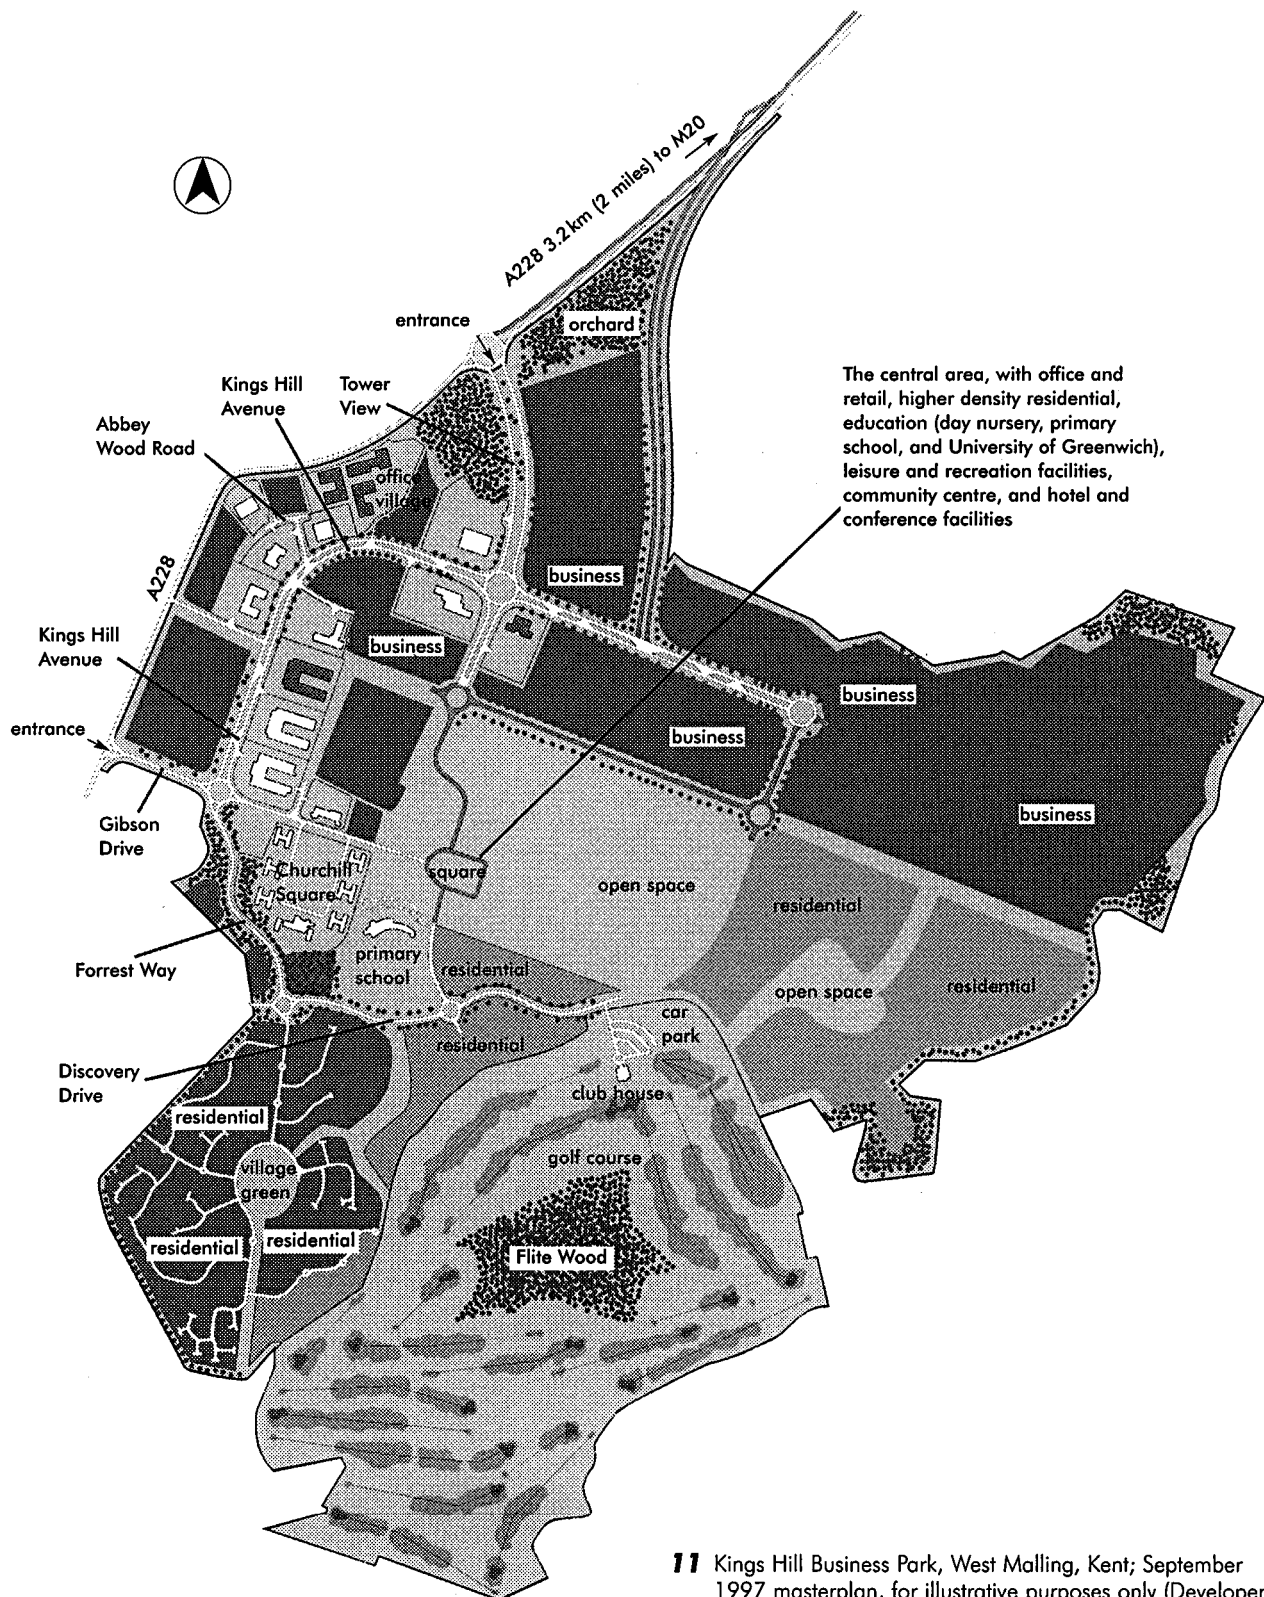 A228 3.2km (2 miles) to M20
entrance
orchard
Kings Hill
Avenue
Tower
View
Abbey
Wood Road
office
village
The central area, with office and
retail, higher density residential,
education (day nursery, primary
school, and University of Greenwich),
leisure and recreation facilities,
community centre, and hotel and
conference facilities
A228
business
business
Kings Hill
Avenue
business
business
entrance
business
Gibson
Drive
Churchill
Square
square
open space
residential
Forrest Way
primary
school
residential
open space
residential
car
park
residential
Discovery
Drive
club house
residential
golf course
village
green
residential
residential
Flite Wood
11 Kings Hill Business Park, West Malling, Kent; September
1997 masterplan, for illustrative purposes only (Developer